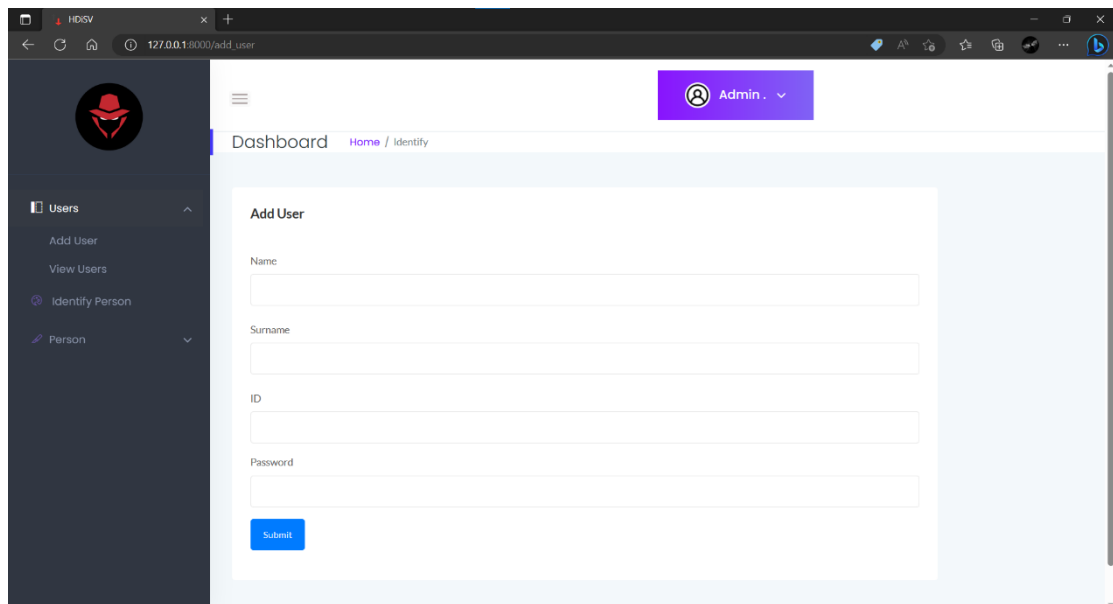 HDiSV
127.0.0.1:8000/add_user
Admin .
Dashboard Home / Identify
Users
Add User
View Users
Identify Person
Person
Add User
Name
Surname
ID
Password
Submit